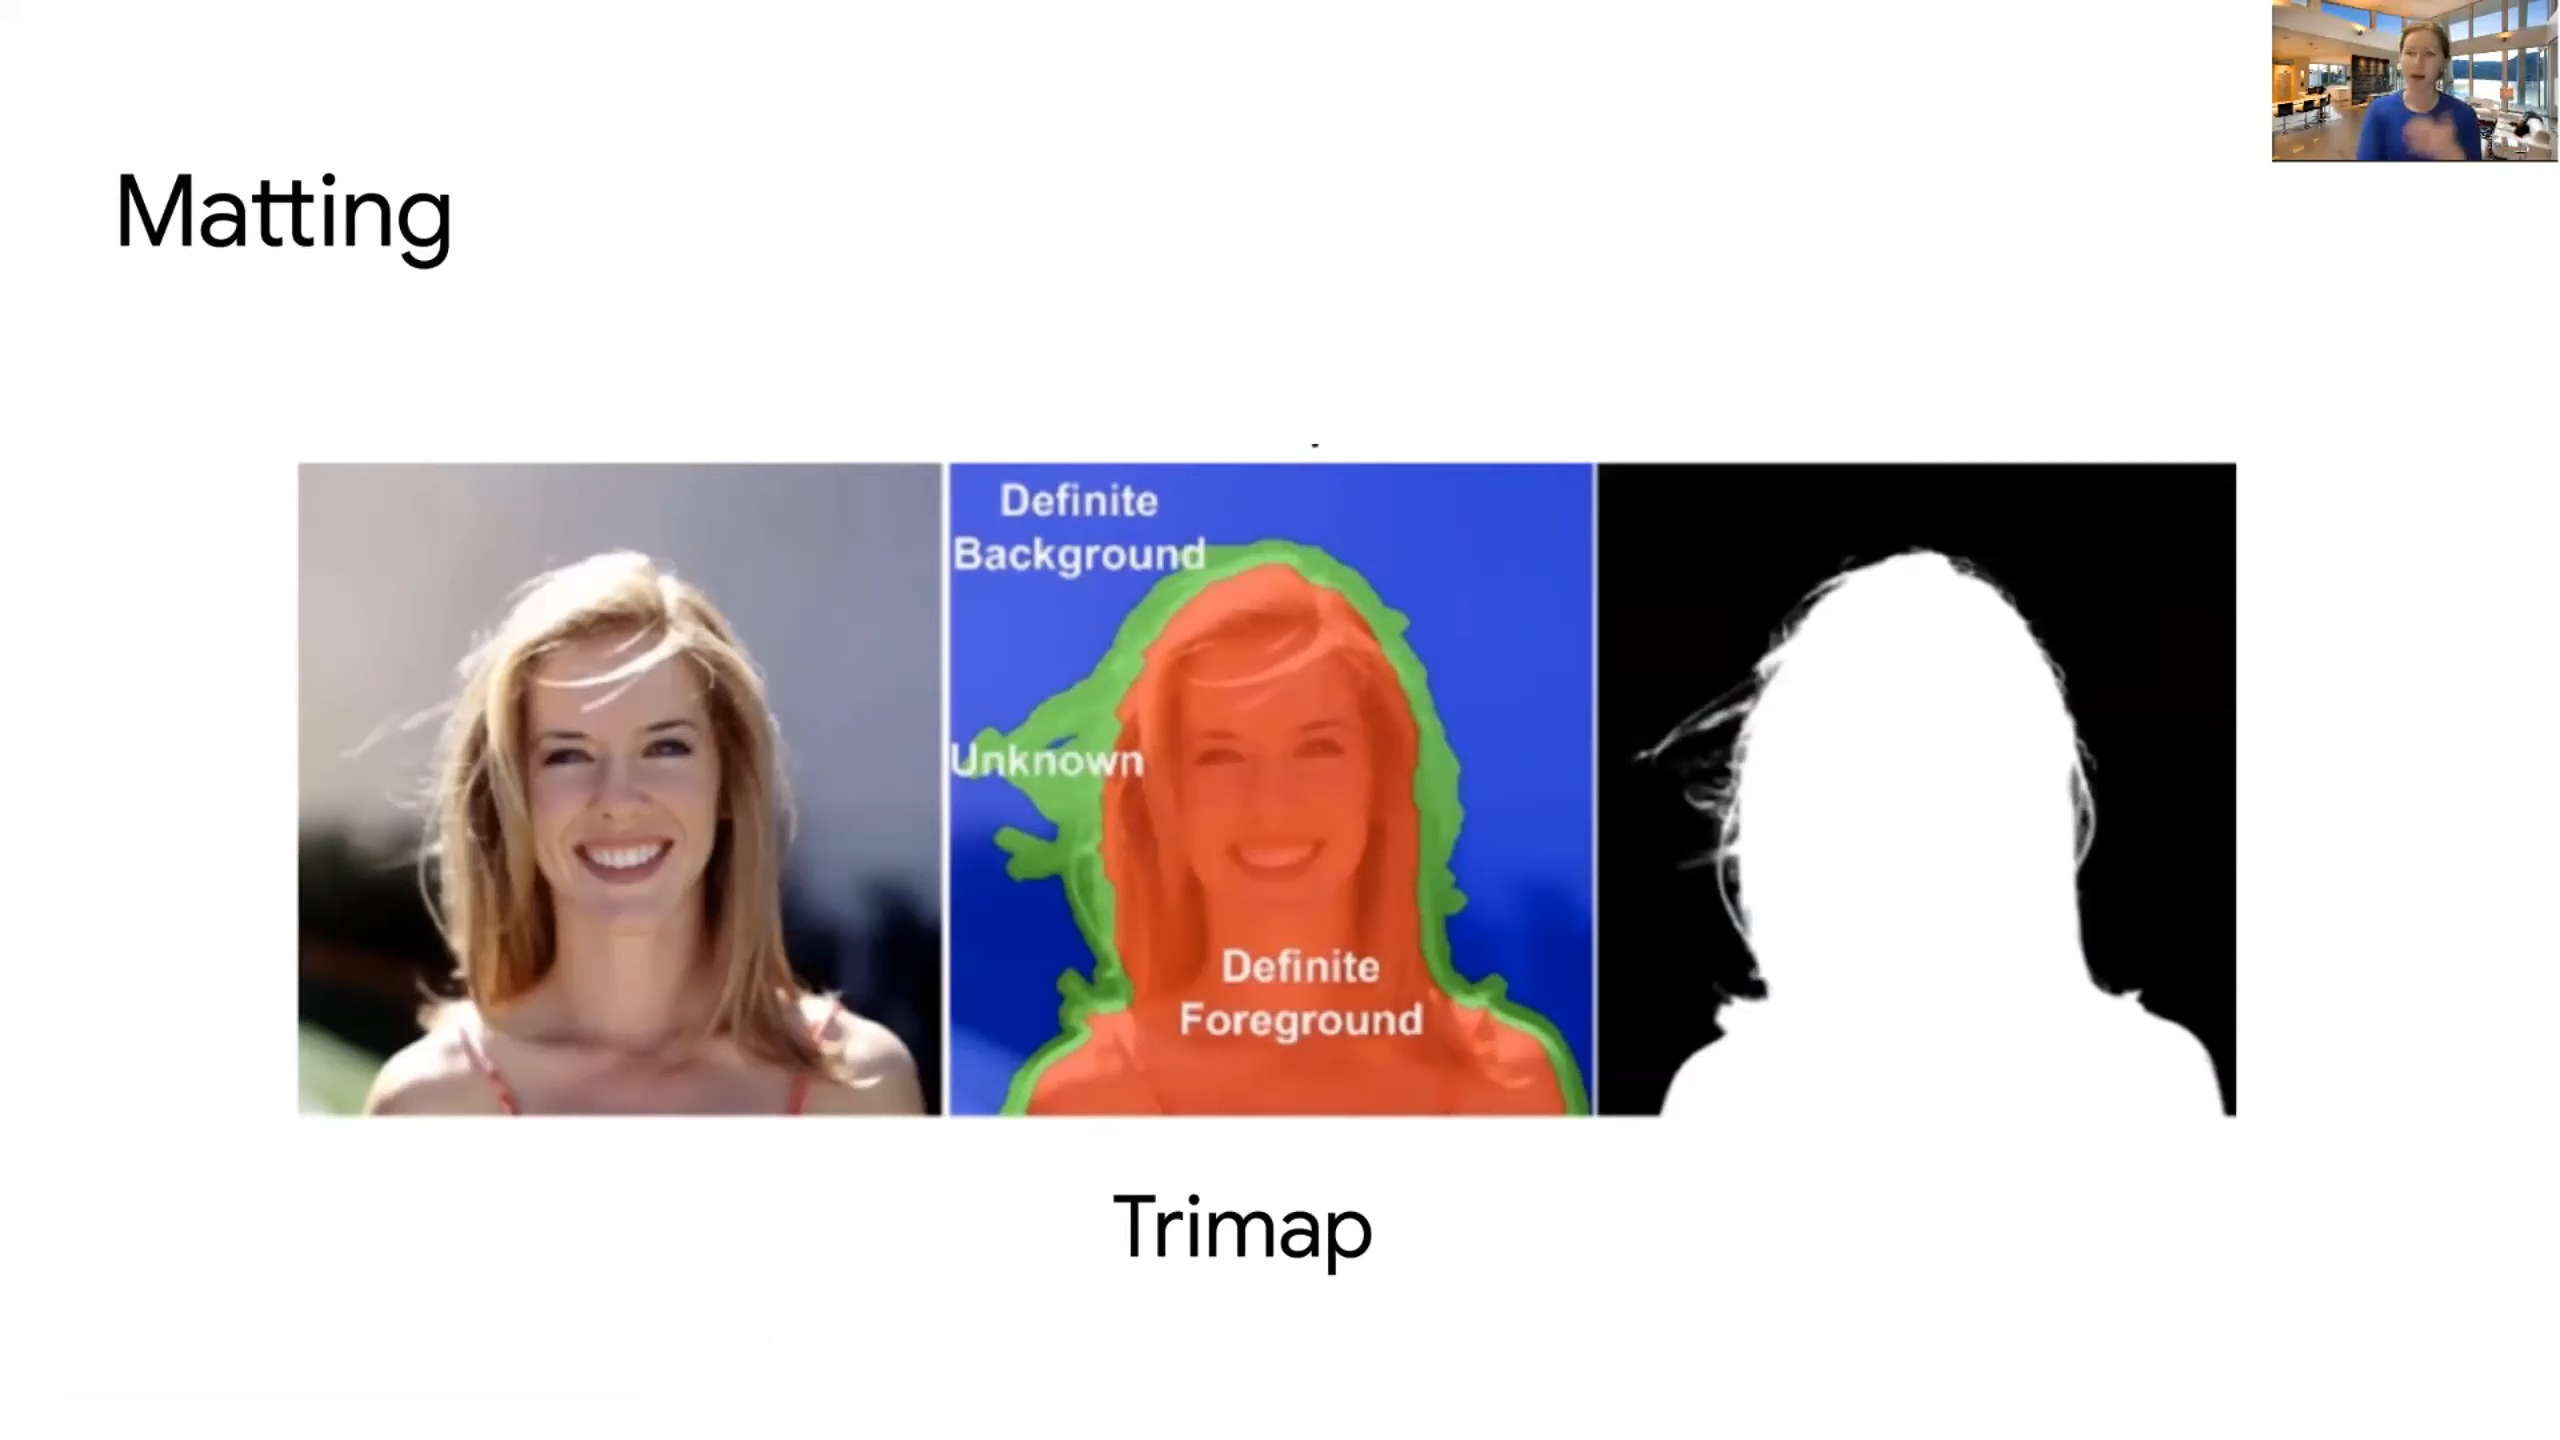 Matting
Definite
Background
Unknown
Definite
Foreground
Trimap